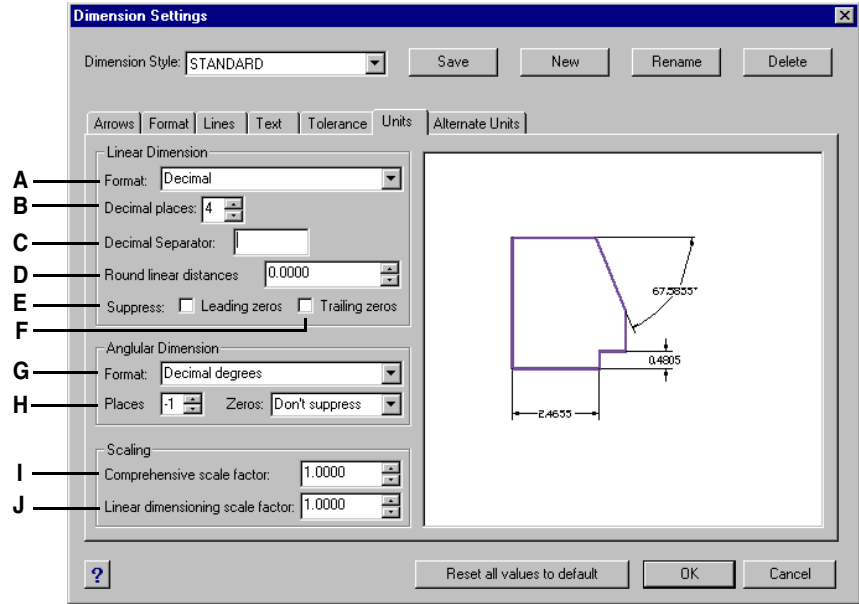 Dimension Settings
Dimension Style: STANDARD Save New Rename Delete
Arrows Format Lines Text Tolerance Units Alternate Units
Linear Dimension
A Format: Decimal
B Decimal places: 4
C Decimal Separator:
D Round linear distances 0.0000
E Suppress: Leading zeros Trailing zeros
F
Anglular Dimension
G Format: Decimal degrees
H Places -1 Zeros: Don't suppress
Scaling
I Comprehensive scale factor: 1.0000
J Linear dimensioning scale factor: 1.0000
67.5855°
0.4805
2.4655
? Reset all values to default OK Cancel